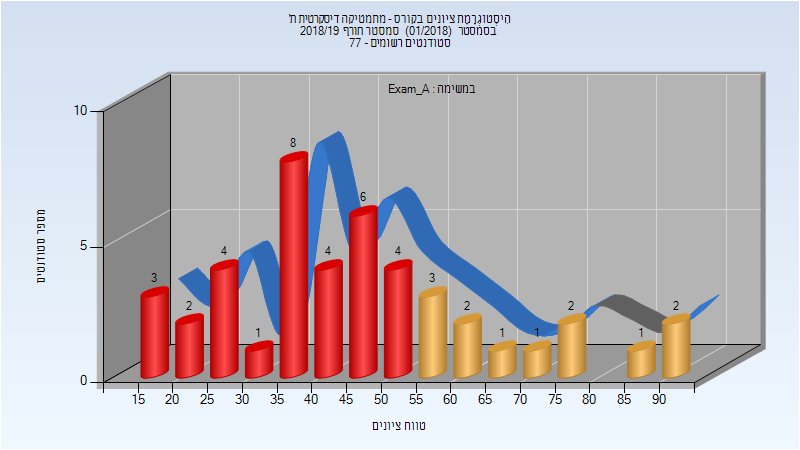 היסטוגרמת ציונים בקורס - מתמטיקה דיסקרטית ח'
בסמסטר (01/2018) סמסטר חורף 2018/19
סטודנטים רשומים - 77
במשימה : Exam_A
מספר סטודנטים
10
5
0
3
2
4
1
8
4
6
4
3
2
1
1
2
1
2
15 20 25 30 35 40 45 50 55 60 65 70 75 80 85 90
טווח ציונים